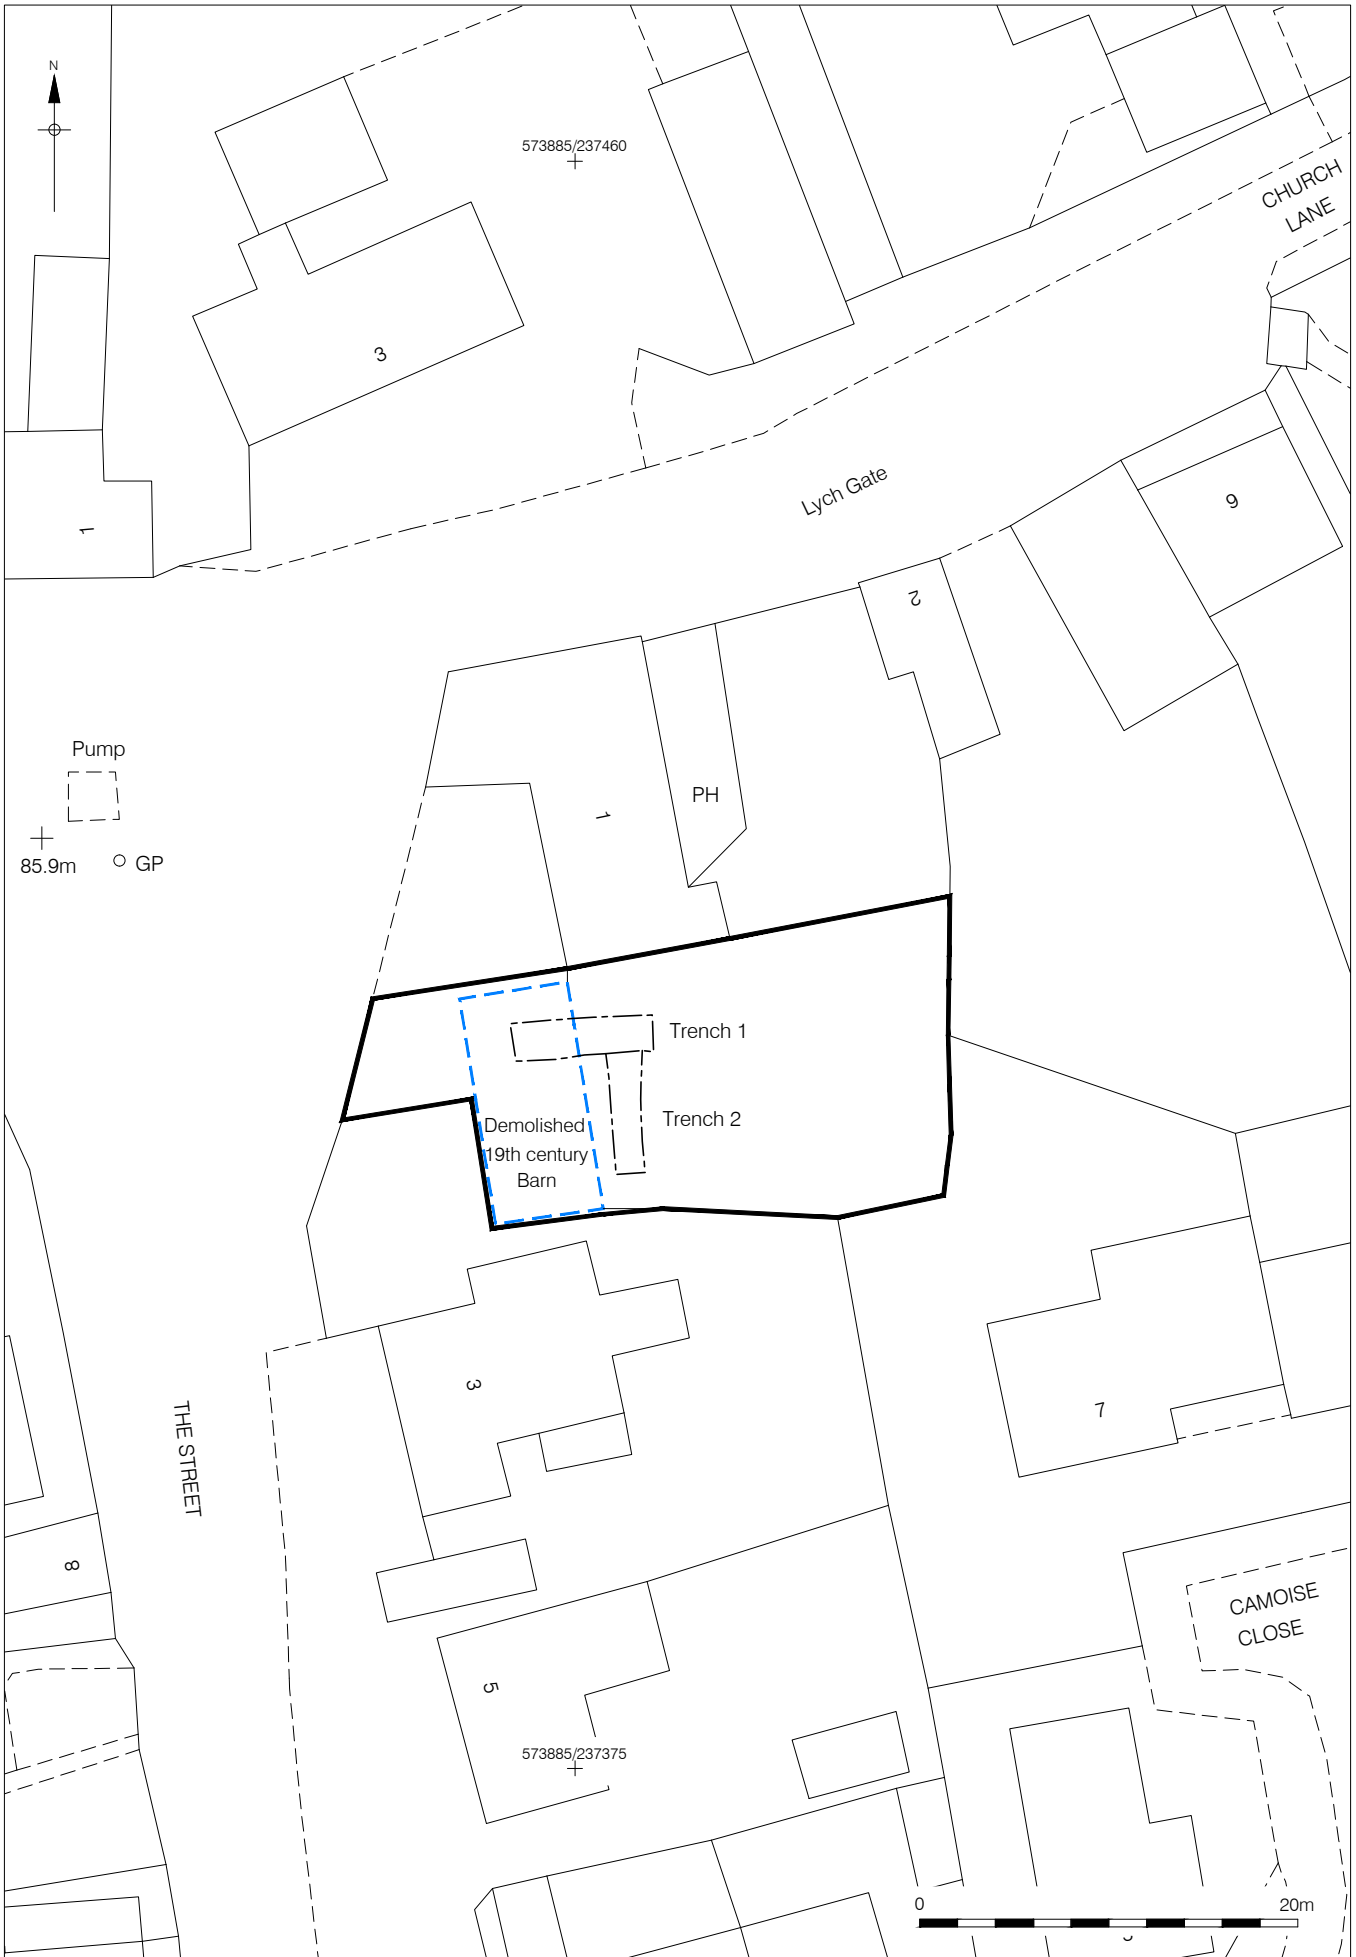 N
573885/237460
CHURCH
LANE
3
Lych Gate
1
9
2
Pump
PH
1
85.9m
GP
Trench 1
Trench 2
Demolished
19th century
Barn
3
7
THE STREET
8
CAMOISE
CLOSE
5
573885/237375
0
20m